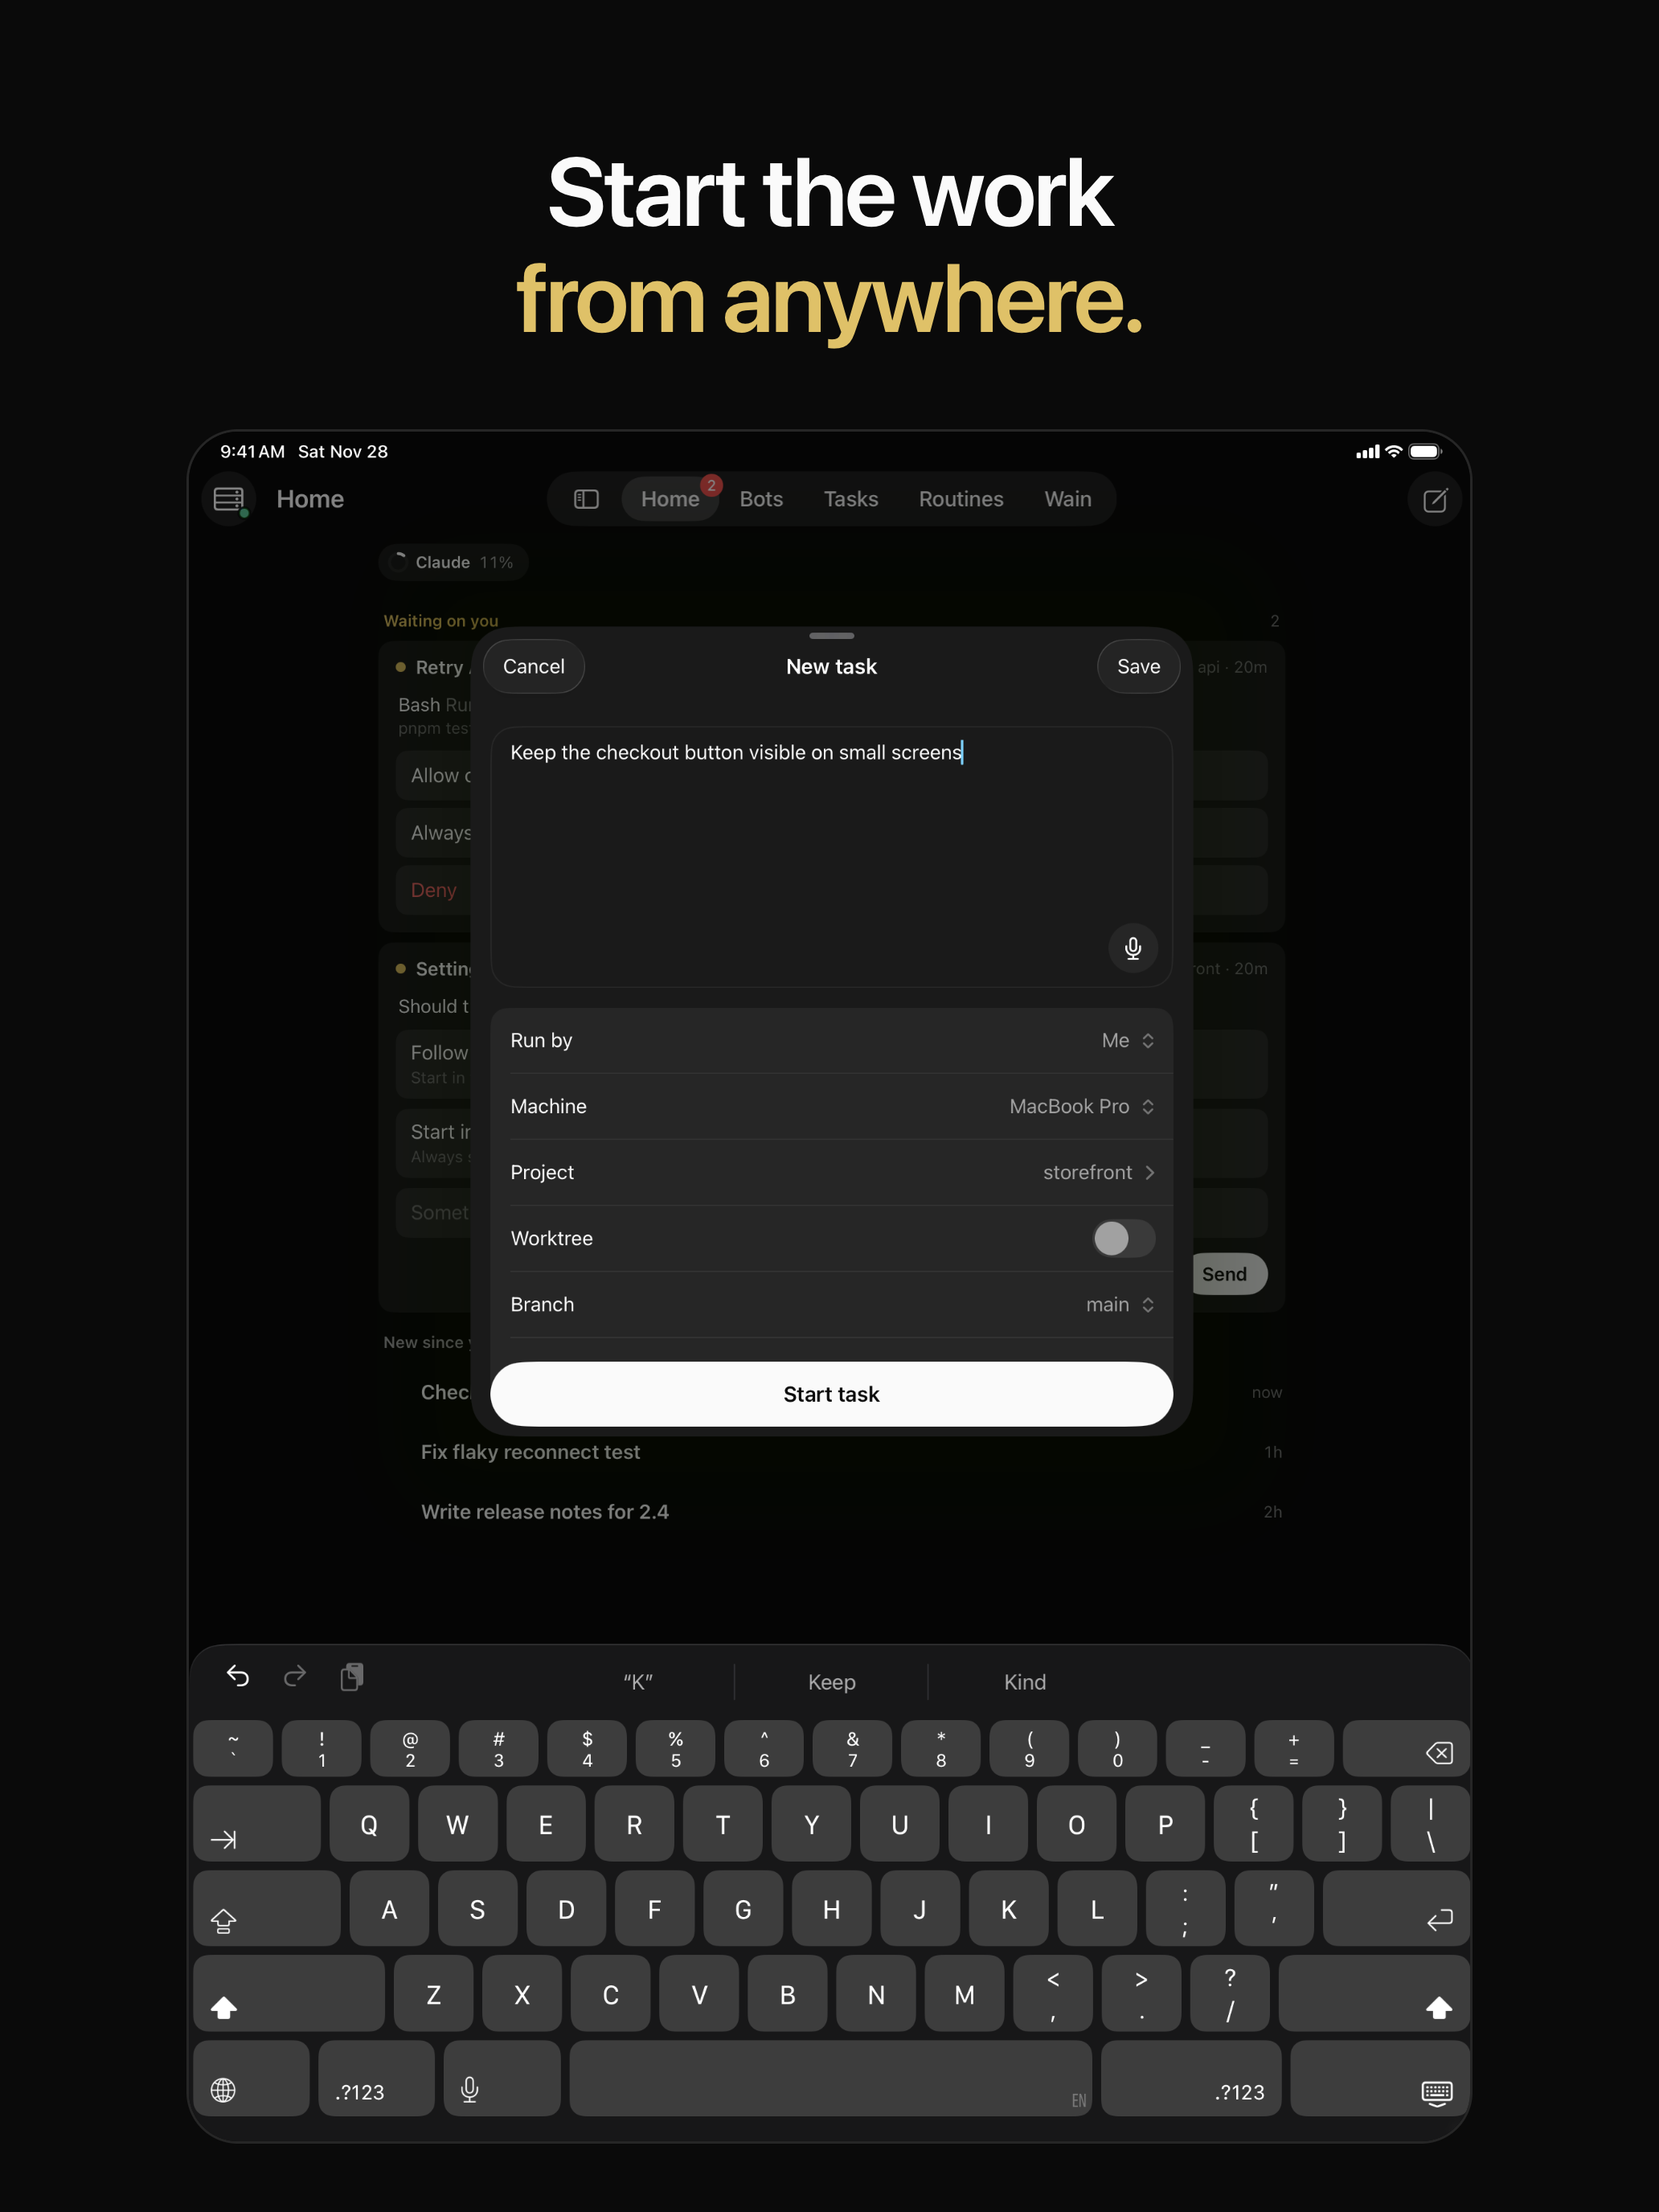 Start the work
from anywhere.
9:41 AM Sat Nov 28
Home
Home 2 Bots Tasks Routines Wain
Claude 11%
Waiting on you 2
Retry
api · 20m
Bash
pnpm
Allow
Always
Deny
20m
Should
Follow
Start in
Start
Always
Send
New since
now
Fix flaky reconnect test 1h
Write release notes for 2.4 2h
Cancel New task Save
Keep the checkout button visible on small screens
Run by Me
Machine MacBook Pro
Project storefront
Worktree
Branch main
Start task
“K” Keep Kind
~ ! @ # $ % ^ & * ( ) _ +
` 1 2 3 4 5 6 7 8 9 0 - =
Q W E R T Y U I O P { } |
[ ] \
A S D F G H J K L : "
; '
Z X C V B N M < > ?
, . /
.?123 EN .?123